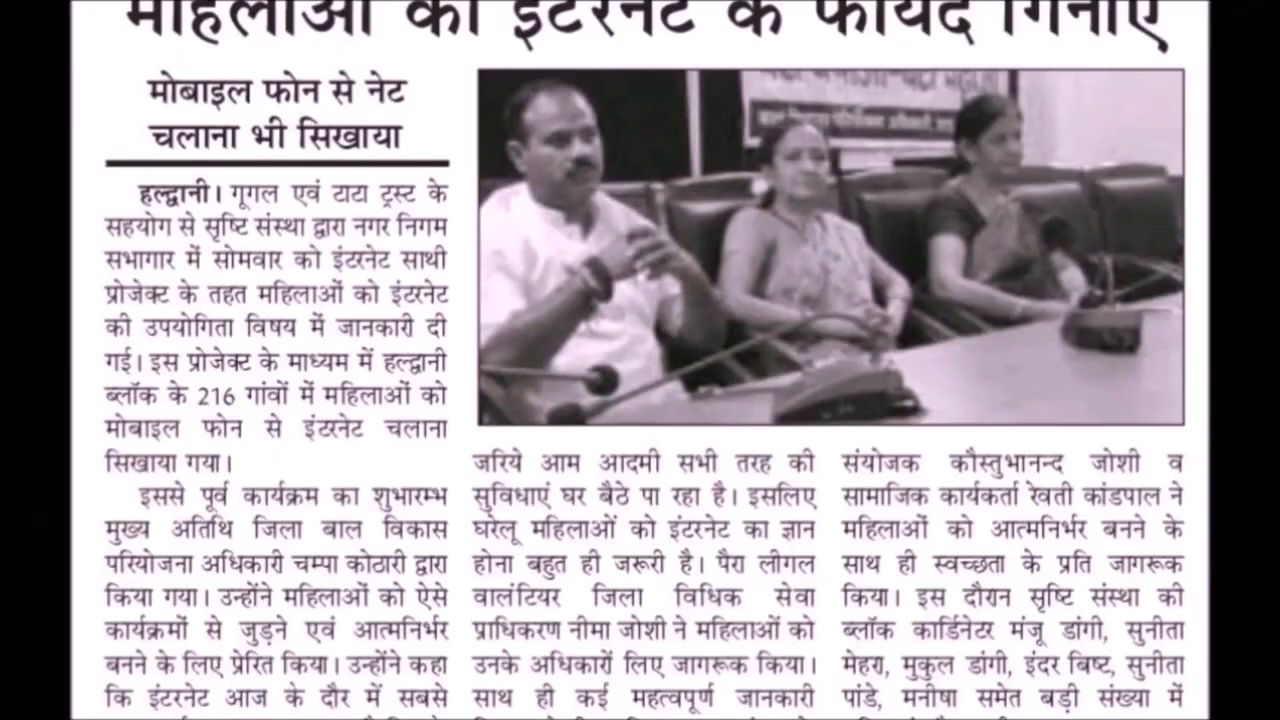 महिलाओं को इंटरनेट के फायदे गिनाए
मोबाइल फोन से नेट
चलाना भी सिखाया
हल्द्वानी। गूगल एवं टाटा ट्रस्ट के
सहयोग से सृष्टि संस्था द्वारा नगर निगम
सभागार में सोमवार को इंटरनेट साथी
प्रोजेक्ट के तहत महिलाओं को इंटरनेट
की उपयोगिता विषय में जानकारी दी
गई। इस प्रोजेक्ट के माध्यम में हल्द्वानी
ब्लॉक के 216 गांवों में महिलाओं को
मोबाइल फोन से इंटरनेट चलाना
सिखाया गया।
इससे पूर्व कार्यक्रम का शुभारम्भ
मुख्य अतिथि जिला बाल विकास
परियोजना अधिकारी चम्पा कोठारी द्वारा
किया गया। उन्होंने महिलाओं को ऐसे
कार्यक्रमों से जुड़ने एवं आत्मनिर्भर
बनने के लिए प्रेरित किया। उन्होंने कहा
कि इंटरनेट आज के दौर में सबसे
जरिये आम आदमी सभी तरह की
सुविधाएं घर बैठे पा रहा है। इसलिए
घरेलू महिलाओं को इंटरनेट का ज्ञान
होना बहुत ही जरूरी है। पैरा लीगल
वालंटियर जिला विधिक सेवा
प्राधिकरण नीमा जोशी ने महिलाओं को
उनके अधिकारों लिए जागरूक किया।
साथ ही कई महत्वपूर्ण जानकारी
संयोजक कौस्तुभानन्द जोशी व
सामाजिक कार्यकर्ता रेवती कांडपाल ने
महिलाओं को आत्मनिर्भर बनने के
साथ ही स्वच्छता के प्रति जागरूक
किया। इस दौरान सृष्टि संस्था की
ब्लॉक कार्डिनेटर मंजू डांगी, सुनीता
मेहरा, मुकुल डांगी, इंदर बिष्ट, सुनीता
पांडे, मनीषा समेत बड़ी संख्या में